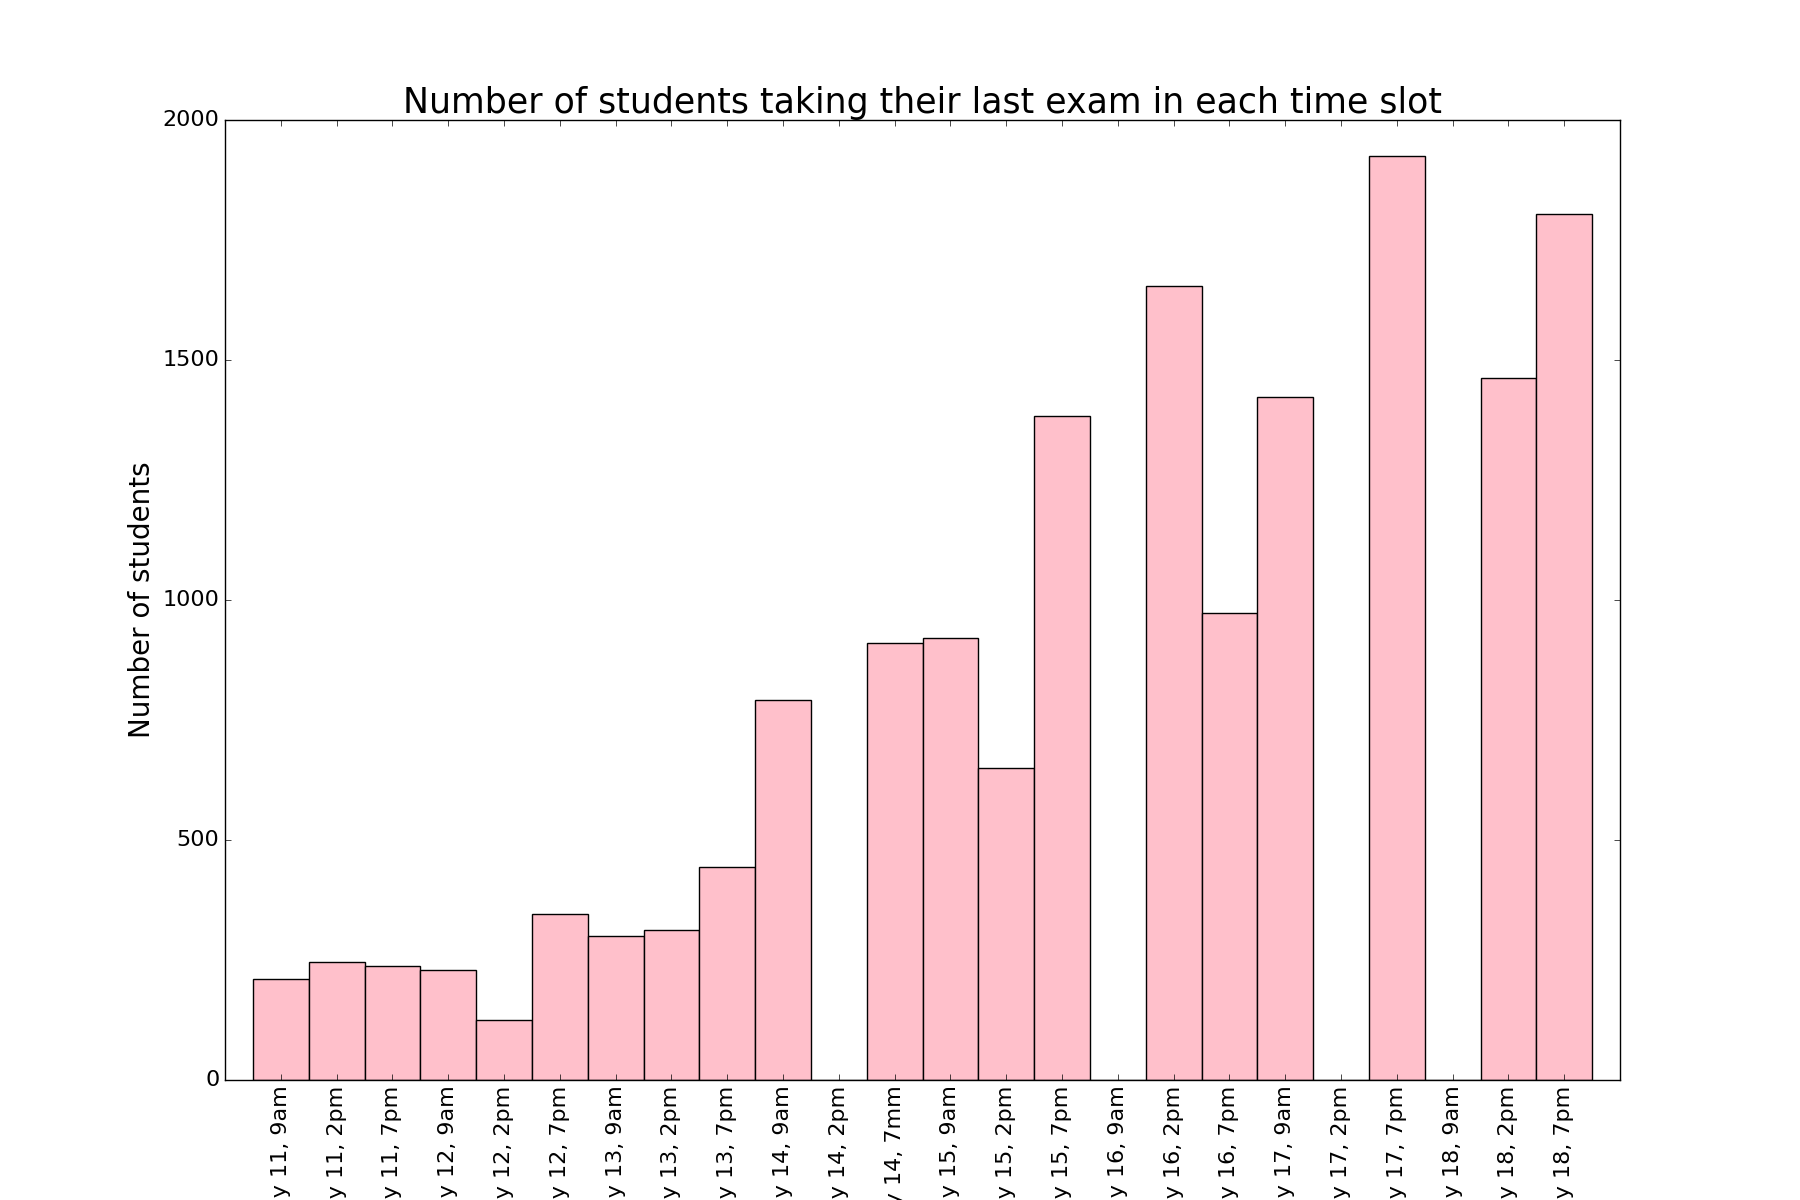 Number of students taking their last exam in each time slot
Number of students
2000
1500
1000
500
0
y 11, 9am
y 11, 2pm
y 11, 7pm
y 12, 9am
y 12, 2pm
y 12, 7pm
y 13, 9am
y 13, 2pm
y 13, 7pm
y 14, 9am
y 14, 2pm
y 14, 7mm
y 15, 9am
y 15, 2pm
y 15, 7pm
y 16, 9am
y 16, 2pm
y 16, 7pm
y 17, 9am
y 17, 2pm
y 17, 7pm
y 18, 9am
y 18, 2pm
y 18, 7pm